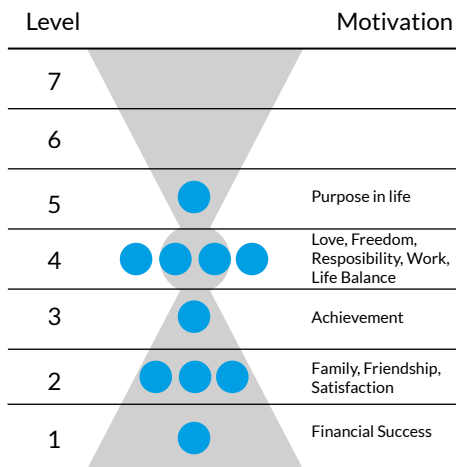 Level Motivation
7
6
5 Purpose in life
4 Love, Freedom,
Resposibility, Work,
Life Balance
3 Achievement
2 Family, Friendship,
Satisfaction
1 Financial Success